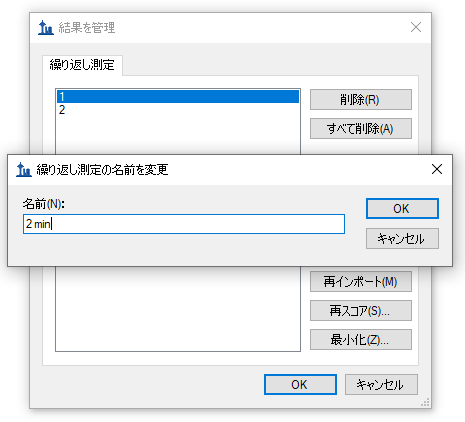 結果を管理
繰り返し測定
1
2
削除(R)
すべて削除(A)
繰り返し測定の名前を変更
名前(N):
2 min
OK
キャンセル
再インポート(M)
再スコア(S)...
最小化(Z)...
OK
キャンセル